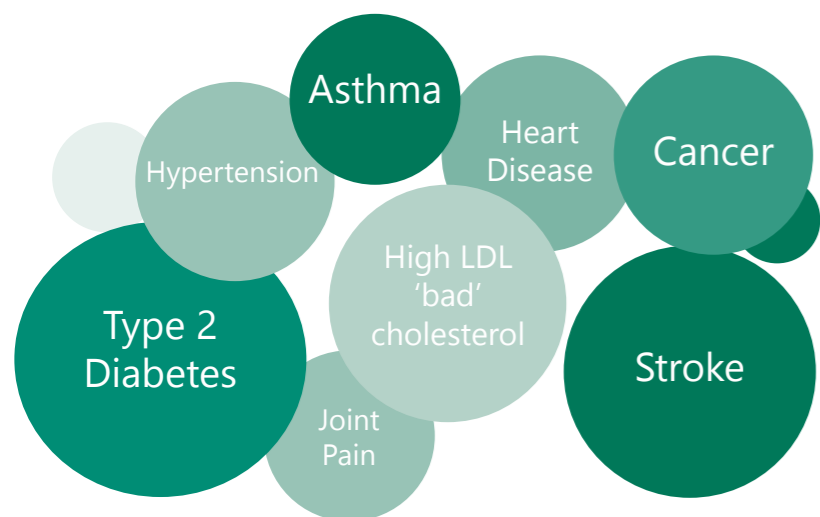 Asthma
Heart
Disease
Cancer
Hypertension
High LDL
‘bad’
cholesterol
Type 2
Diabetes
Stroke
Joint
Pain